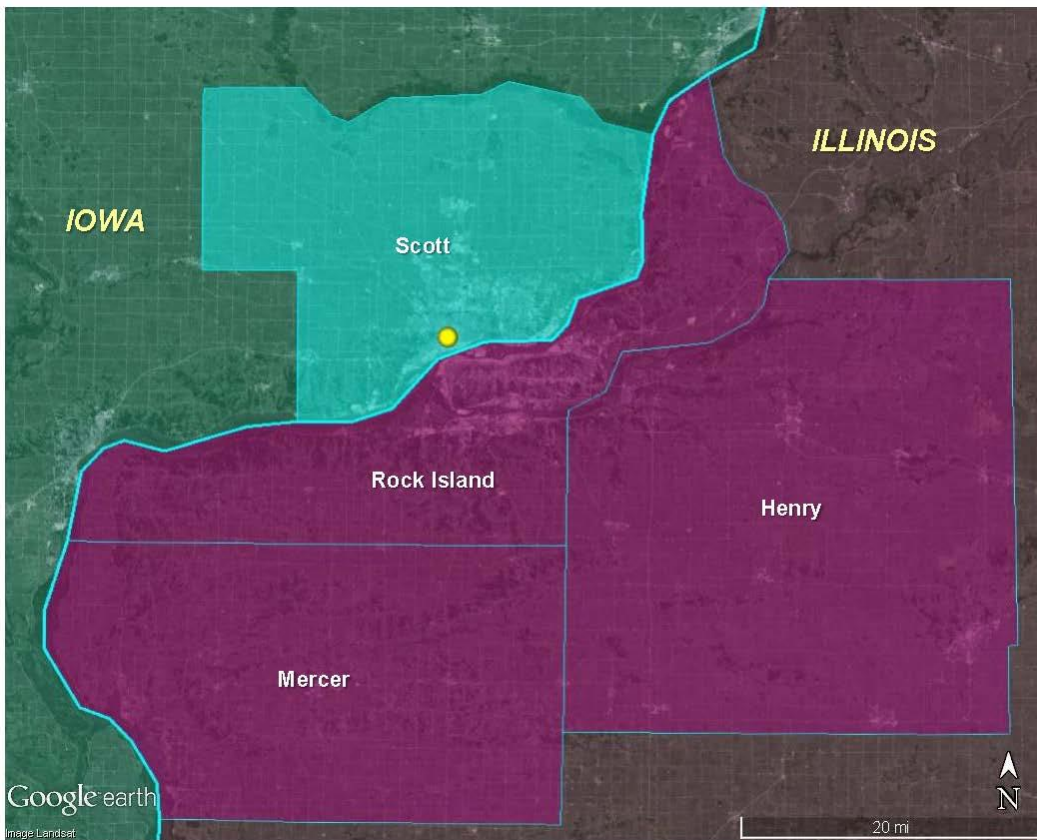 ILLINOIS
IOWA
Scott
Rock Island
Henry
Mercer
Google earth
N
Image Landsat
20 mi